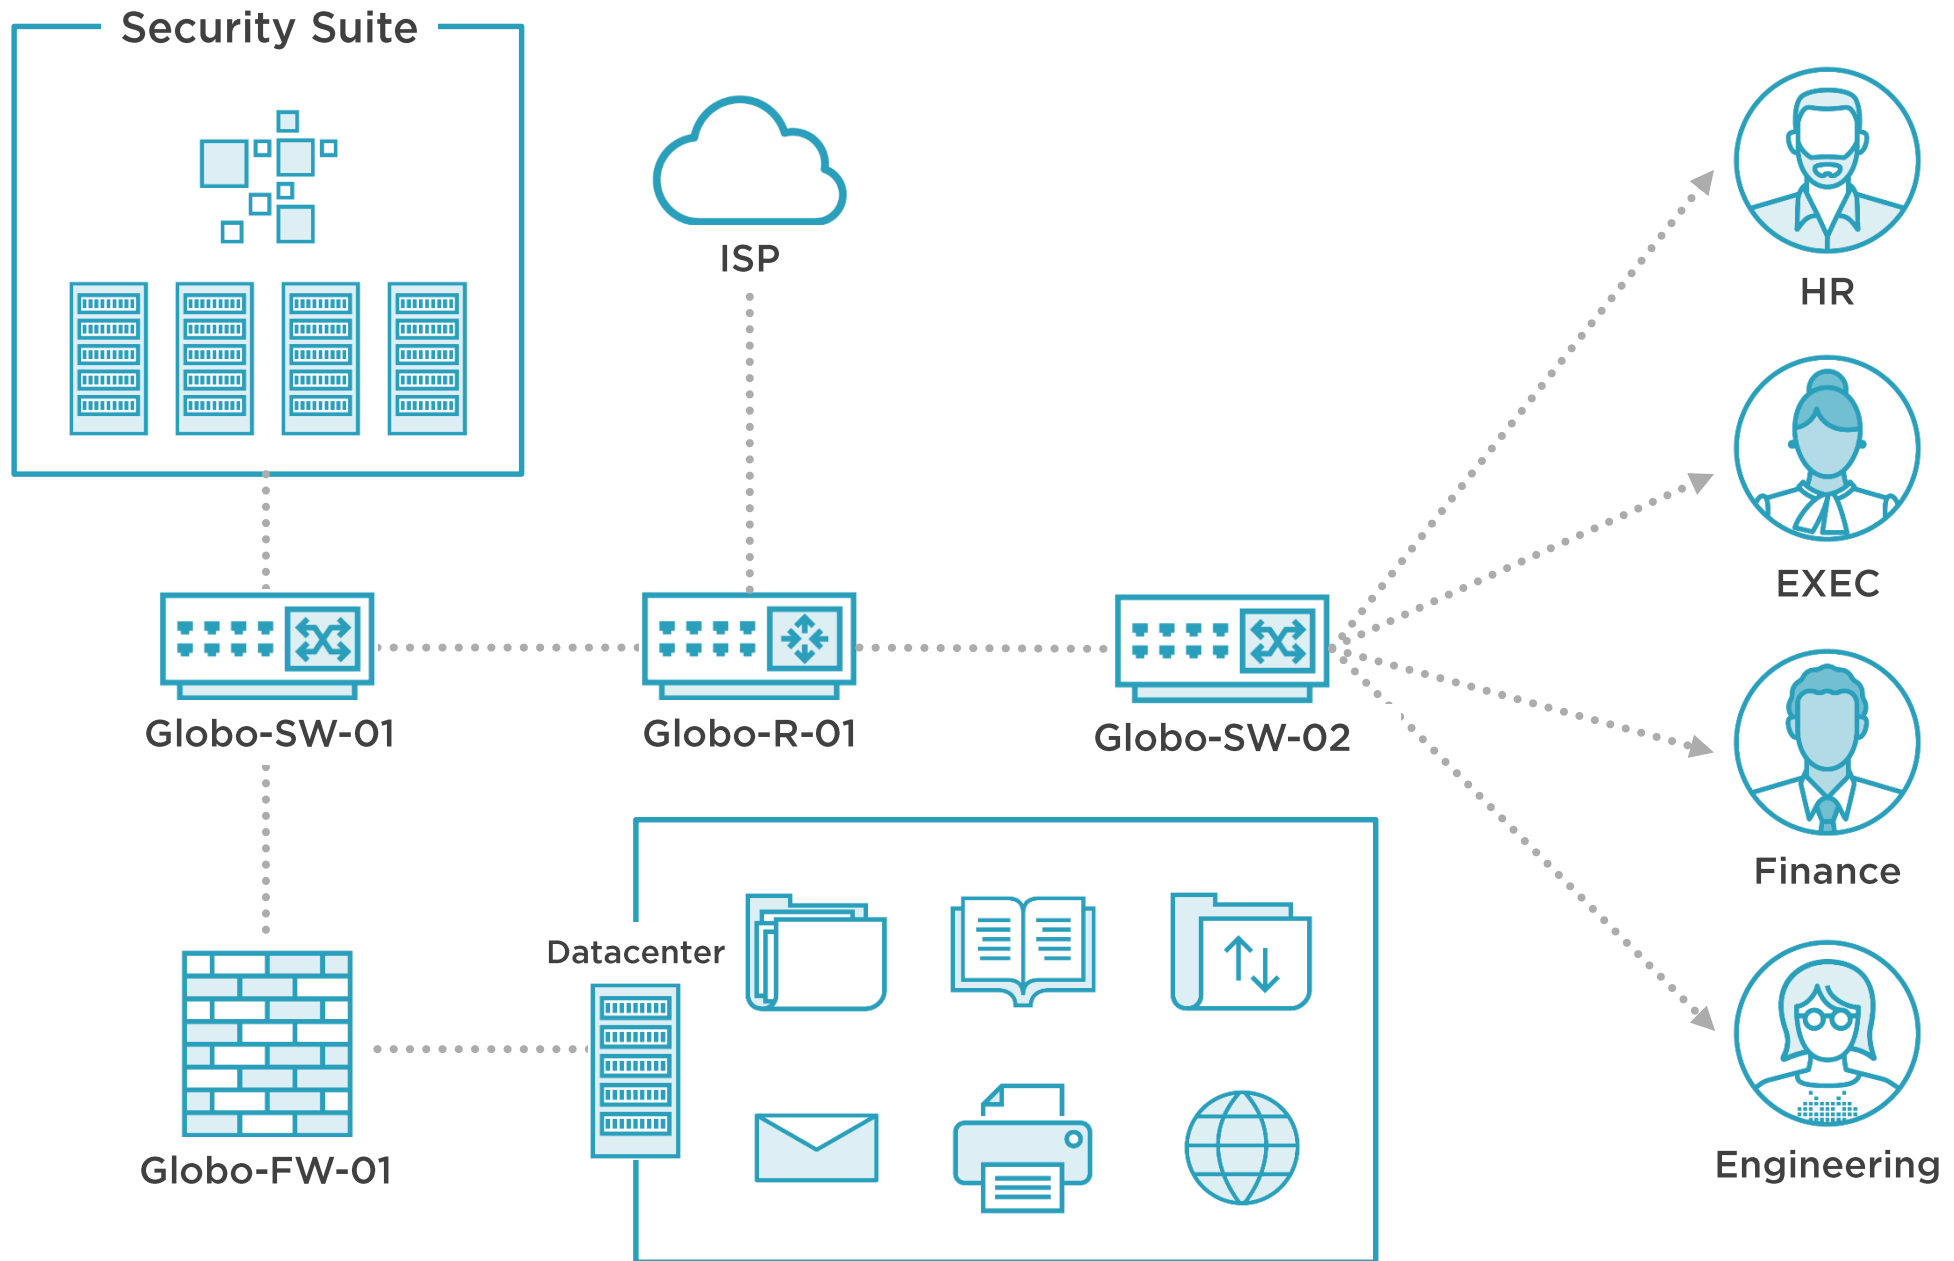 Security Suite
ISP
HR
EXEC
Globo-SW-01
Globo-R-01
Globo-SW-02
Finance
Datacenter
Globo-FW-01
Engineering